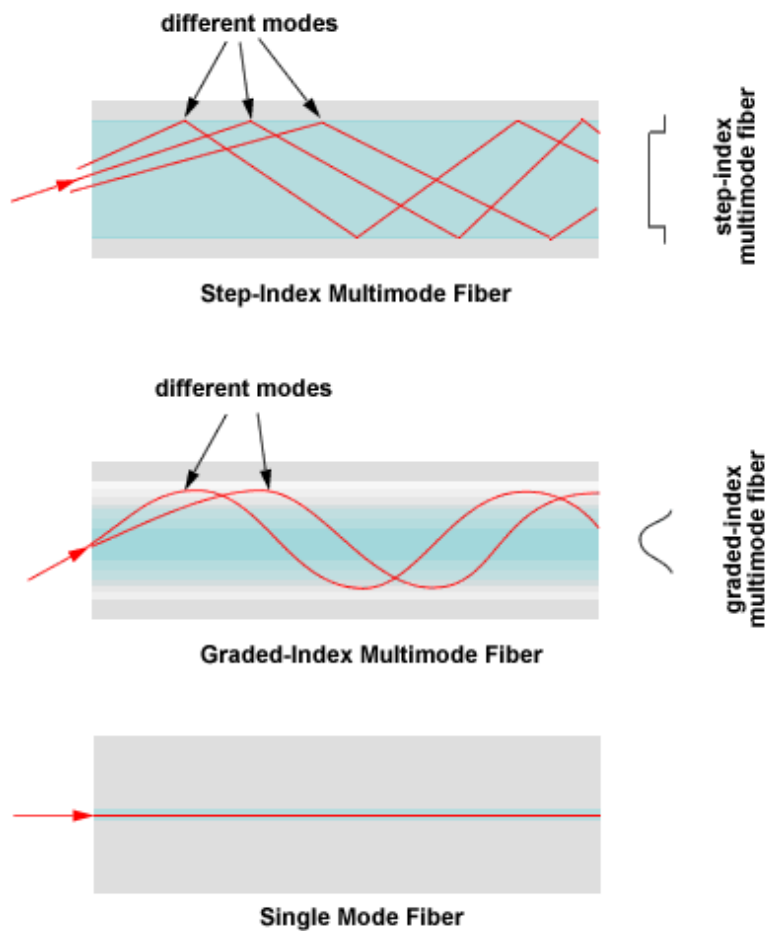 different modes
step-index
multimode fiber
Step-Index Multimode Fiber
different modes
graded-index
multimode fiber
Graded-Index Multimode Fiber
Single Mode Fiber